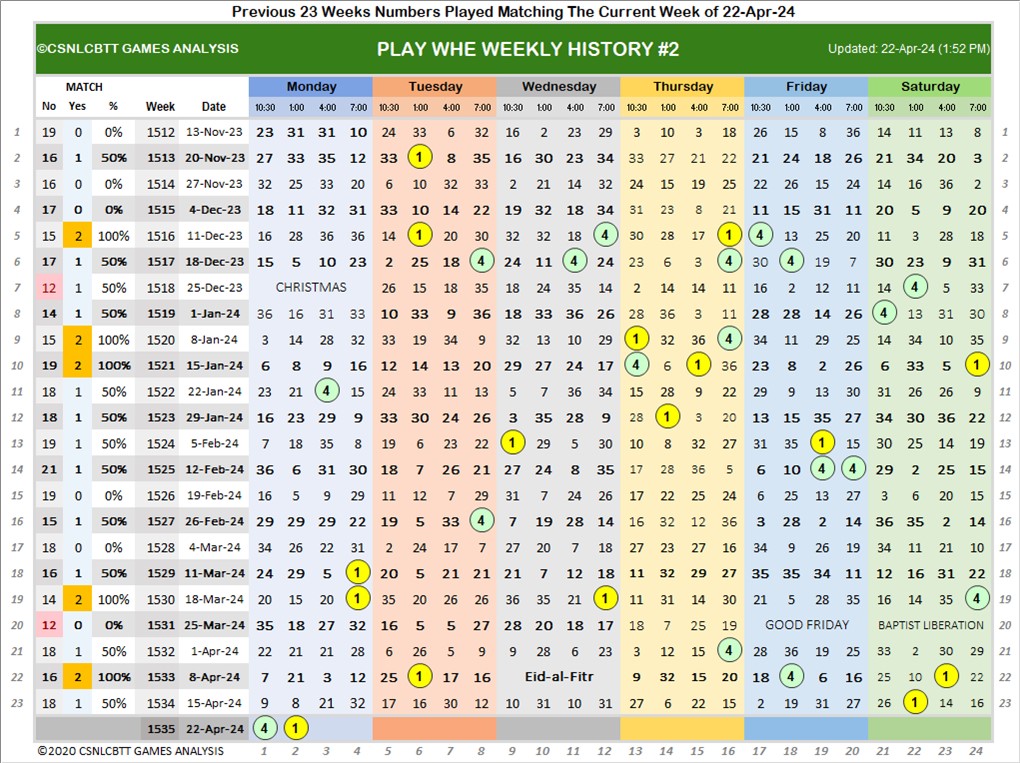 Previous 23 Weeks Numbers Played Matching The Current Week of 22-Apr-24
©CSNLCBTT GAMES ANALYSIS PLAY WHE WEEKLY HISTORY #2 Updated: 22-Apr-24 (1:52 PM)
MATCH Monday Tuesday Wednesday Thursday Friday Saturday
No Yes % Week Date 10:30 1:00 4:00 7:00 10:30 1:00 4:00 7:00 10:30 1:00 4:00 7:00 10:30 1:00 4:00 7:00 10:30 1:00 4:00 7:00 10:30 1:00 4:00 7:00
1 19 0 0% 1512 13-Nov-23 23 31 31 10 24 33 6 32 16 2 23 29 3 10 3 18 26 15 8 36 14 11 13 8 1
2 16 1 50% 1513 20-Nov-23 27 33 35 12 33 1 8 35 16 30 23 34 33 27 21 22 21 24 18 26 21 34 20 3 2
3 16 0 0% 1514 27-Nov-23 32 25 33 20 6 10 32 33 2 21 14 32 24 15 19 25 22 26 15 24 14 16 36 2 3
4 17 0 0% 1515 4-Dec-23 18 11 32 31 33 10 14 22 19 32 18 34 31 23 8 21 11 15 31 11 20 5 9 20 4
5 15 2 100% 1516 11-Dec-23 16 28 36 36 14 1 20 30 32 32 18 4 30 28 17 1 4 13 25 20 11 3 28 18 5
6 17 1 50% 1517 18-Dec-23 15 5 10 23 2 25 18 4 24 11 4 24 23 6 3 4 30 4 19 7 30 23 9 31 6
7 12 1 50% 1518 25-Dec-23 CHRISTMAS 26 15 18 35 18 24 35 14 2 14 14 11 16 2 12 11 14 4 5 33 7
8 14 1 50% 1519 1-Jan-24 36 16 31 33 10 33 9 36 18 33 36 26 28 36 3 11 28 28 14 26 4 13 31 30 8
9 15 2 100% 1520 8-Jan-24 3 14 28 32 33 19 34 9 32 13 10 29 1 32 36 4 34 11 29 25 14 34 10 35 9
10 19 2 100% 1521 15-Jan-24 6 8 9 16 12 14 13 20 29 27 24 17 4 6 1 36 23 8 2 26 6 33 5 1 10
11 18 1 50% 1522 22-Jan-24 23 21 4 15 24 33 11 13 5 7 36 34 15 28 9 22 29 9 13 30 31 26 26 9 11
12 18 1 50% 1523 29-Jan-24 16 23 29 9 33 30 24 26 3 35 28 9 28 1 3 20 13 15 35 27 34 30 36 22 12
13 19 1 50% 1524 5-Feb-24 7 18 35 8 19 6 23 22 1 29 5 30 10 8 32 27 31 35 1 15 30 25 14 19 13
14 21 1 50% 1525 12-Feb-24 36 6 31 30 18 7 26 21 27 24 8 35 17 28 36 5 6 10 4 4 29 2 25 15 14
15 19 0 0% 1526 19-Feb-24 16 5 9 29 11 12 7 29 31 7 24 26 17 22 25 24 6 25 13 27 3 6 20 15 15
16 15 1 50% 1527 26-Feb-24 29 29 29 22 19 5 33 4 7 19 28 14 16 32 12 36 3 28 2 14 36 35 2 14 16
17 18 0 0% 1528 4-Mar-24 34 26 22 31 2 24 17 7 27 20 7 18 27 23 27 16 34 9 26 19 34 11 21 10 17
18 16 1 50% 1529 11-Mar-24 24 29 5 1 20 5 21 21 21 7 12 18 11 32 29 27 35 35 34 11 12 16 31 22 18
19 14 2 100% 1530 18-Mar-24 20 15 20 1 35 20 26 26 36 35 21 1 11 31 14 30 21 5 28 35 16 14 35 4 19
20 12 0 0% 1531 25-Mar-24 35 18 27 32 16 5 5 27 28 20 18 17 18 7 25 19 GOOD FRIDAY BAPTIST LIBERATION 20
21 18 1 50% 1532 1-Apr-24 22 21 21 28 6 26 5 9 9 28 6 23 3 12 15 4 28 36 19 25 33 2 30 29 21
22 16 2 100% 1533 8-Apr-24 7 21 3 12 25 1 17 16 Eid-al-Fitr 9 32 15 20 18 4 6 16 25 10 1 22 22
23 18 1 50% 1534 15-Apr-24 9 8 21 32 17 16 30 12 10 31 10 31 27 6 22 15 2 19 31 27 26 1 14 16 23
1535 22-Apr-24 4 1
©2020 CSNLCBTT GAMES ANALYSIS 1 2 3 4 5 6 7 8 9 10 11 12 13 14 15 16 17 18 19 20 21 22 23 24